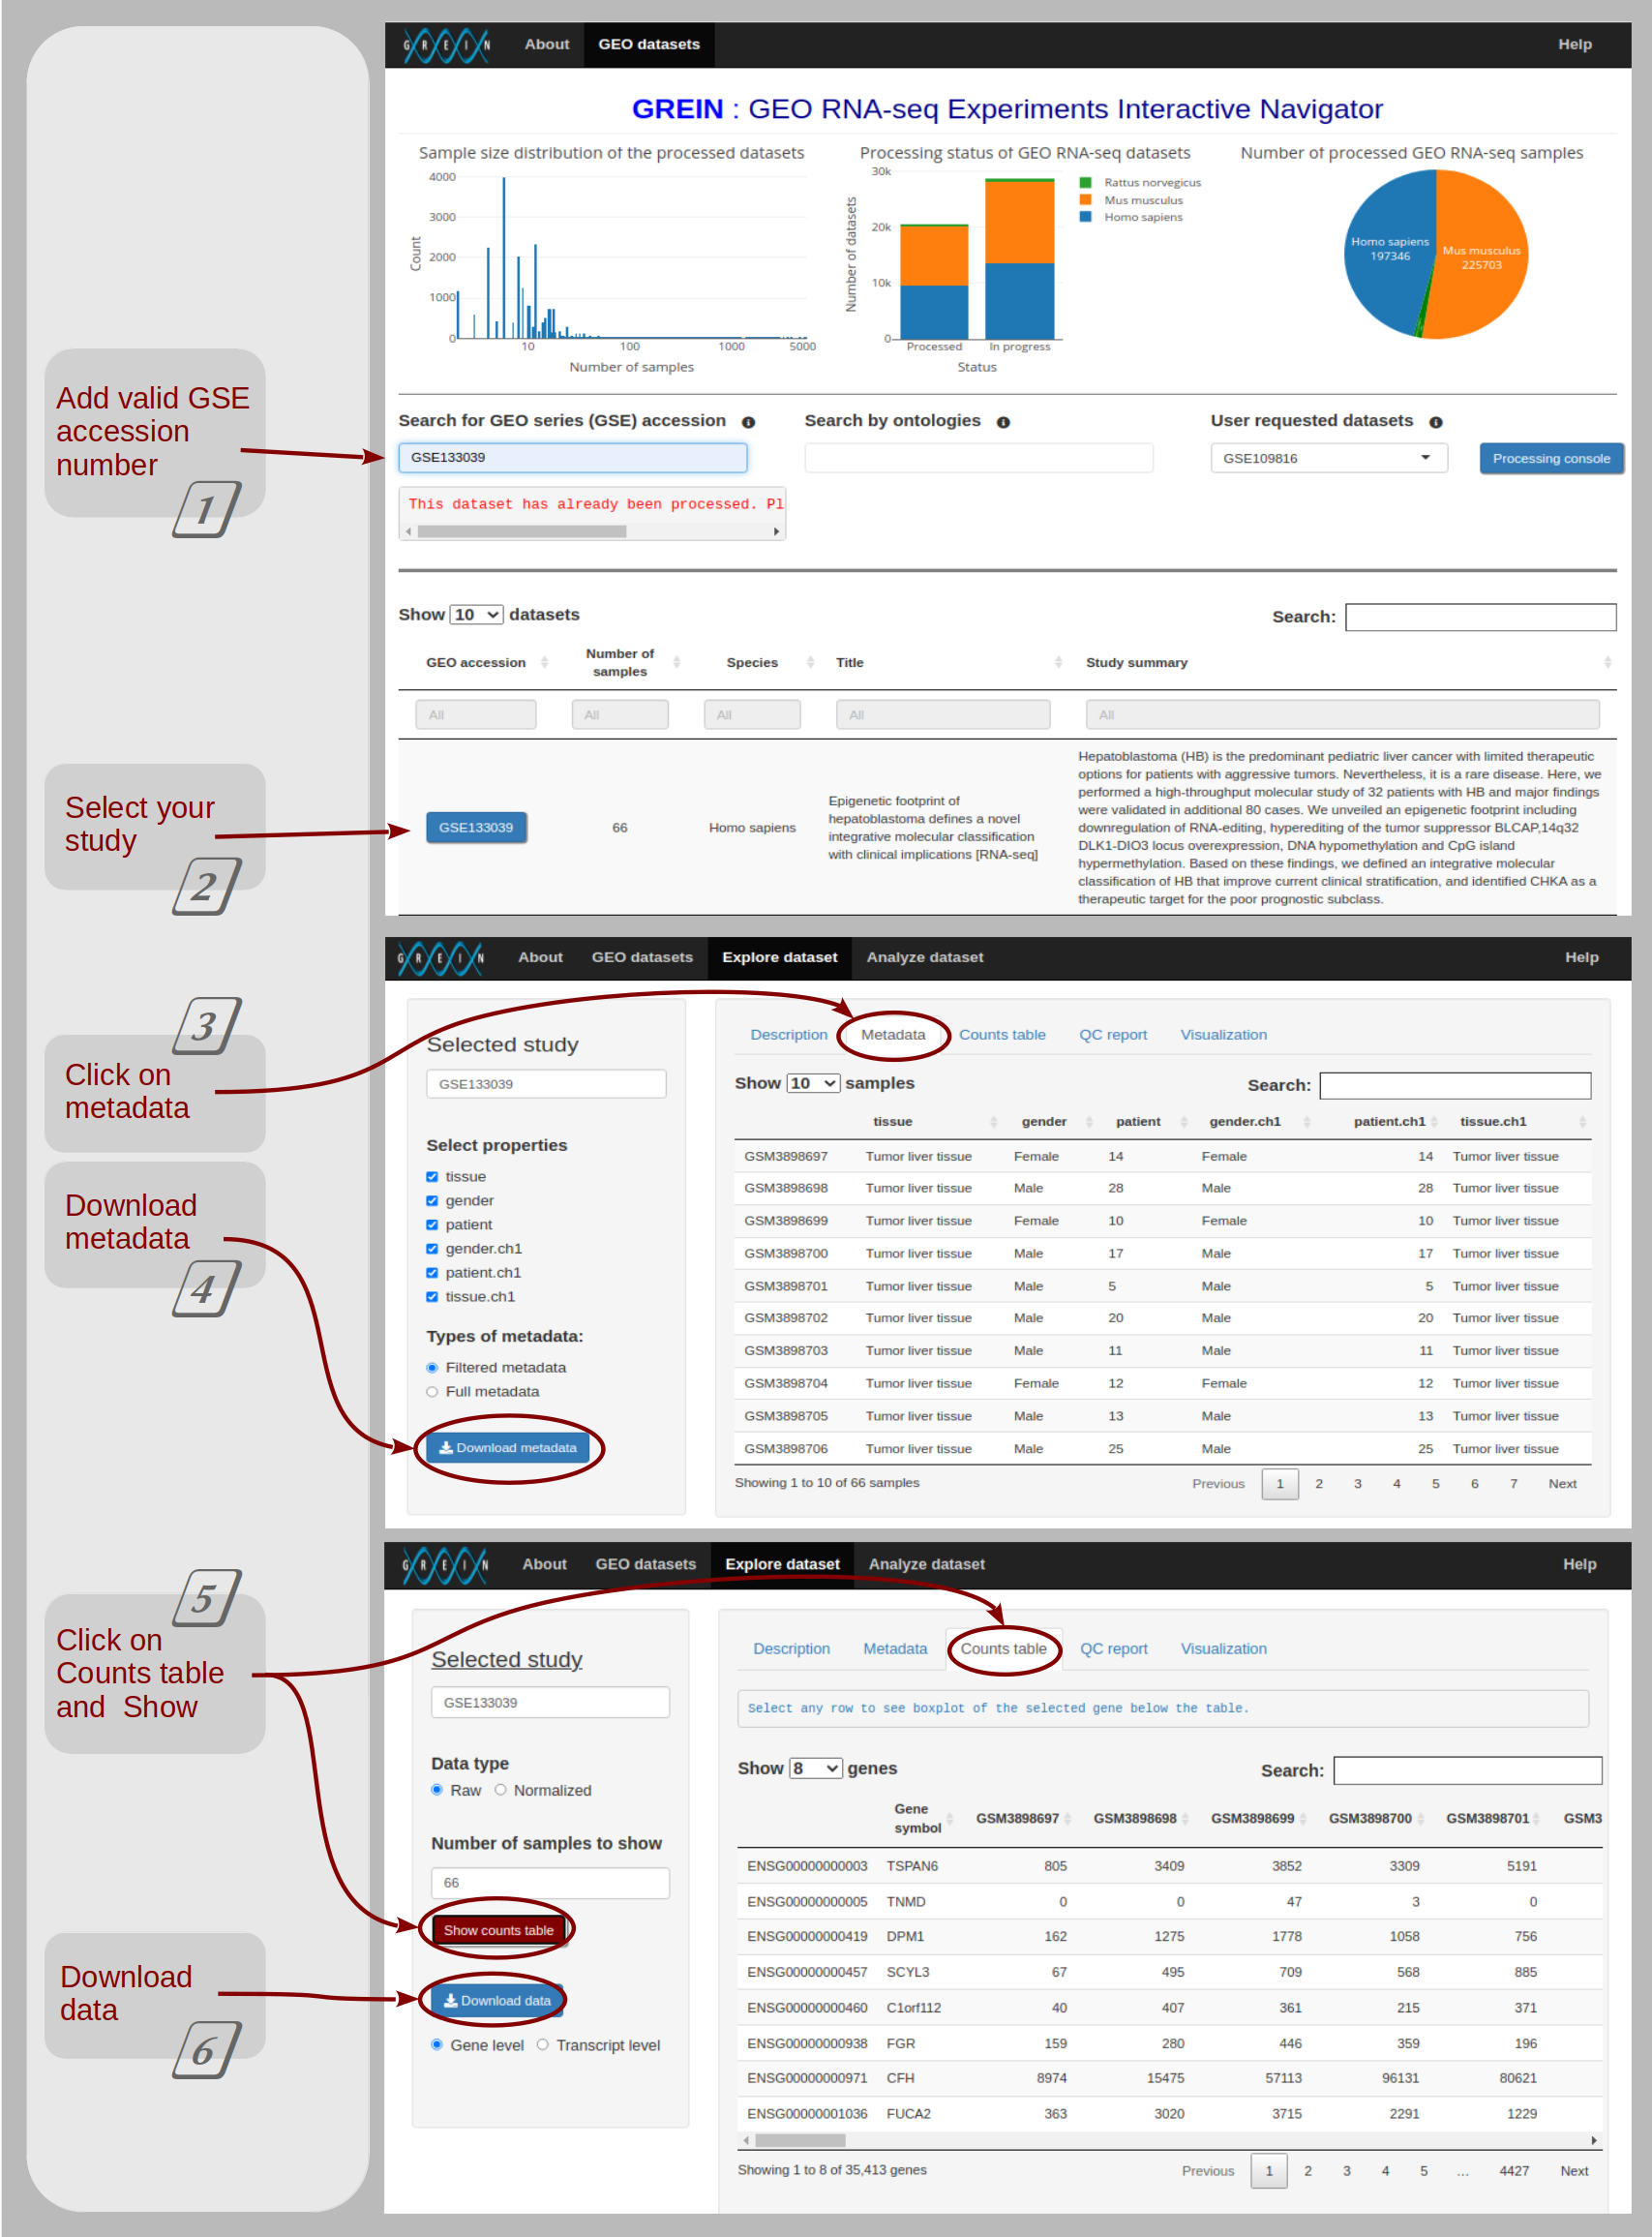 GREIN About GEO datasets Help
GREIN : GEO RNA-seq Experiments Interactive Navigator
Sample size distribution of the processed datasets
4000
3000
2000
1000
0
Count
10 100 1000 5000
Number of samples
Processing status of GEO RNA-seq datasets
30k
20k
10k
0
Number of datasets
Processed In progress
Status
Rattus norvegicus
Mus musculus
Homo sapiens
Number of processed GEO RNA-seq samples
Homo sapiens
197346
Mus musculus
225703
Add valid GSE
accession
number
1
Search for GEO series (GSE) accession
Search by ontologies
User requested datasets
GSE133039
GSE109816
Processing console
This dataset has already been processed. Pl
Show 10 datasets
Search:
GEO accession Number of samples Species Title Study summary
All All All All All
Select your
study
2
GSE133039
66
Homo sapiens
Epigenetic footprint of
hepatoblastoma defines a novel
integrative molecular classification
with clinical implications [RNA-seq]
Hepatoblastoma (HB) is the predominant pediatric liver cancer with limited therapeutic
options for patients with aggressive tumors. Nevertheless, it is a rare disease. Here, we
performed a high-throughput molecular study of 32 patients with HB and major findings
were validated in additional 80 cases. We unveiled an epigenetic footprint including
downregulation of RNA-editing, hyperediting of the tumor suppressor BLCAP,14q32
DLK1-DIO3 locus overexpression, DNA hypomethylation and CpG island
hypermethylation. Based on these findings, we defined an integrative molecular
classification of HB that improve current clinical stratification, and identified CHKA as a
therapeutic target for the poor prognostic subclass.
GREIN About GEO datasets Explore dataset Analyze dataset Help
3
Click on
metadata
Download
metadata
4
Selected study
GSE133039
Select properties
tissue
gender
patient
gender.ch1
patient.ch1
tissue.ch1
Types of metadata:
Filtered metadata
Full metadata
Download metadata
Description Metadata Counts table QC report Visualization
Show 10 samples
Search:
tissue gender patient gender.ch1 patient.ch1 tissue.ch1
GSM3898697 Tumor liver tissue Female 14 Female 14 Tumor liver tissue
GSM3898698 Tumor liver tissue Male 28 Male 28 Tumor liver tissue
GSM3898699 Tumor liver tissue Female 10 Female 10 Tumor liver tissue
GSM3898700 Tumor liver tissue Male 17 Male 17 Tumor liver tissue
GSM3898701 Tumor liver tissue Male 5 Male 5 Tumor liver tissue
GSM3898702 Tumor liver tissue Male 20 Male 20 Tumor liver tissue
GSM3898703 Tumor liver tissue Male 11 Male 11 Tumor liver tissue
GSM3898704 Tumor liver tissue Female 12 Female 12 Tumor liver tissue
GSM3898705 Tumor liver tissue Male 13 Male 13 Tumor liver tissue
GSM3898706 Tumor liver tissue Male 25 Male 25 Tumor liver tissue
Showing 1 to 10 of 66 samples
Previous 1 2 3 4 5 6 7 Next
GREIN About GEO datasets Explore dataset Analyze dataset Help
5
Click on
Counts table
and Show
Download
data
6
Selected study
GSE133039
Data type
Raw Normalized
Number of samples to show
66
Show counts table
Download data
Gene level Transcript level
Description Metadata Counts table QC report Visualization
Select any row to see boxplot of the selected gene below the table.
Show 8 genes
Search:
Gene symbol GSM3898697 GSM3898698 GSM3898699 GSM3898700 GSM3898701 GSM3
ENSG00000000003 TSPAN6 805 3409 3852 3309 5191
ENSG00000000005 TNMD 0 0 47 3 0
ENSG00000000419 DPM1 162 1275 1778 1058 756
ENSG00000000457 SCYL3 67 495 709 568 885
ENSG00000000460 C1orf112 40 407 361 215 371
ENSG00000000938 FGR 159 280 446 359 196
ENSG00000000971 CFH 8974 15475 57113 96131 80621
ENSG00000001036 FUCA2 363 3020 3715 2291 1229
Showing 1 to 8 of 35,413 genes
Previous 1 2 3 4 5 ... 4427 Next